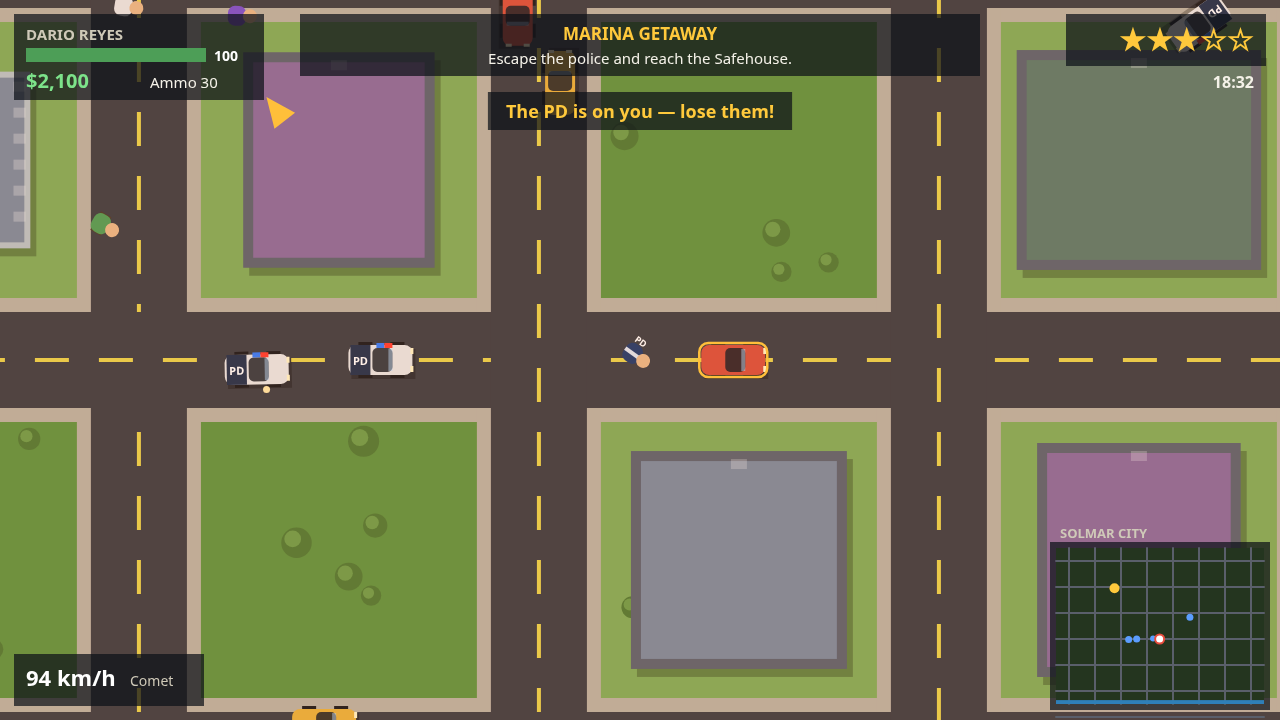 DARIO REYES
100
$2,100
Ammo 30
MARINA GETAWAY
Escape the police and reach the Safehouse.
The PD is on you — lose them!
PD
18:32
PD
PD
PD
SOLMAR CITY
94 km/h
Comet